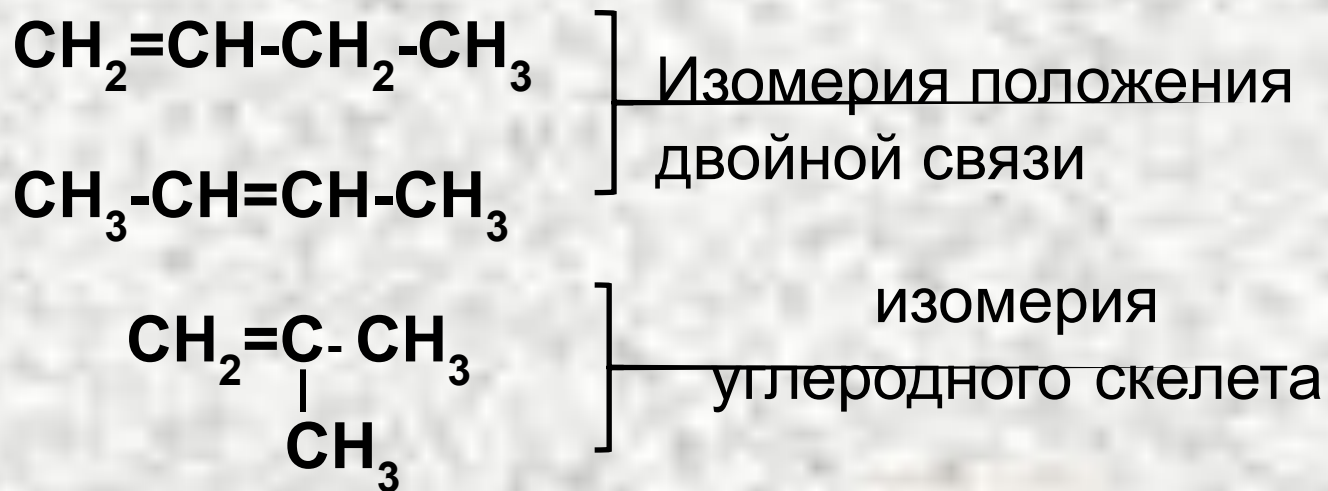 CH₂=CH-CH₂-CH₃
Изомерия положения
двойной связи
CH₃-CH=CH-CH₃
изомерия
углеродного скелета
CH₂=C- CH₃
|
CH₃